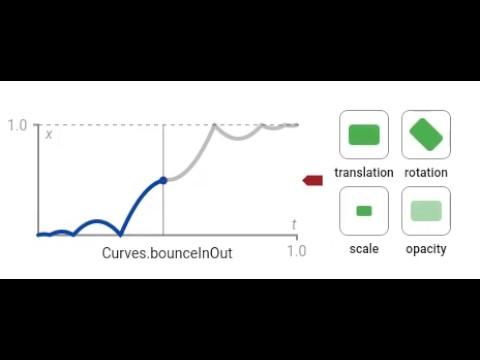 1.0
x
t
Curves.bounceInOut
1.0
translation
rotation
scale
opacity